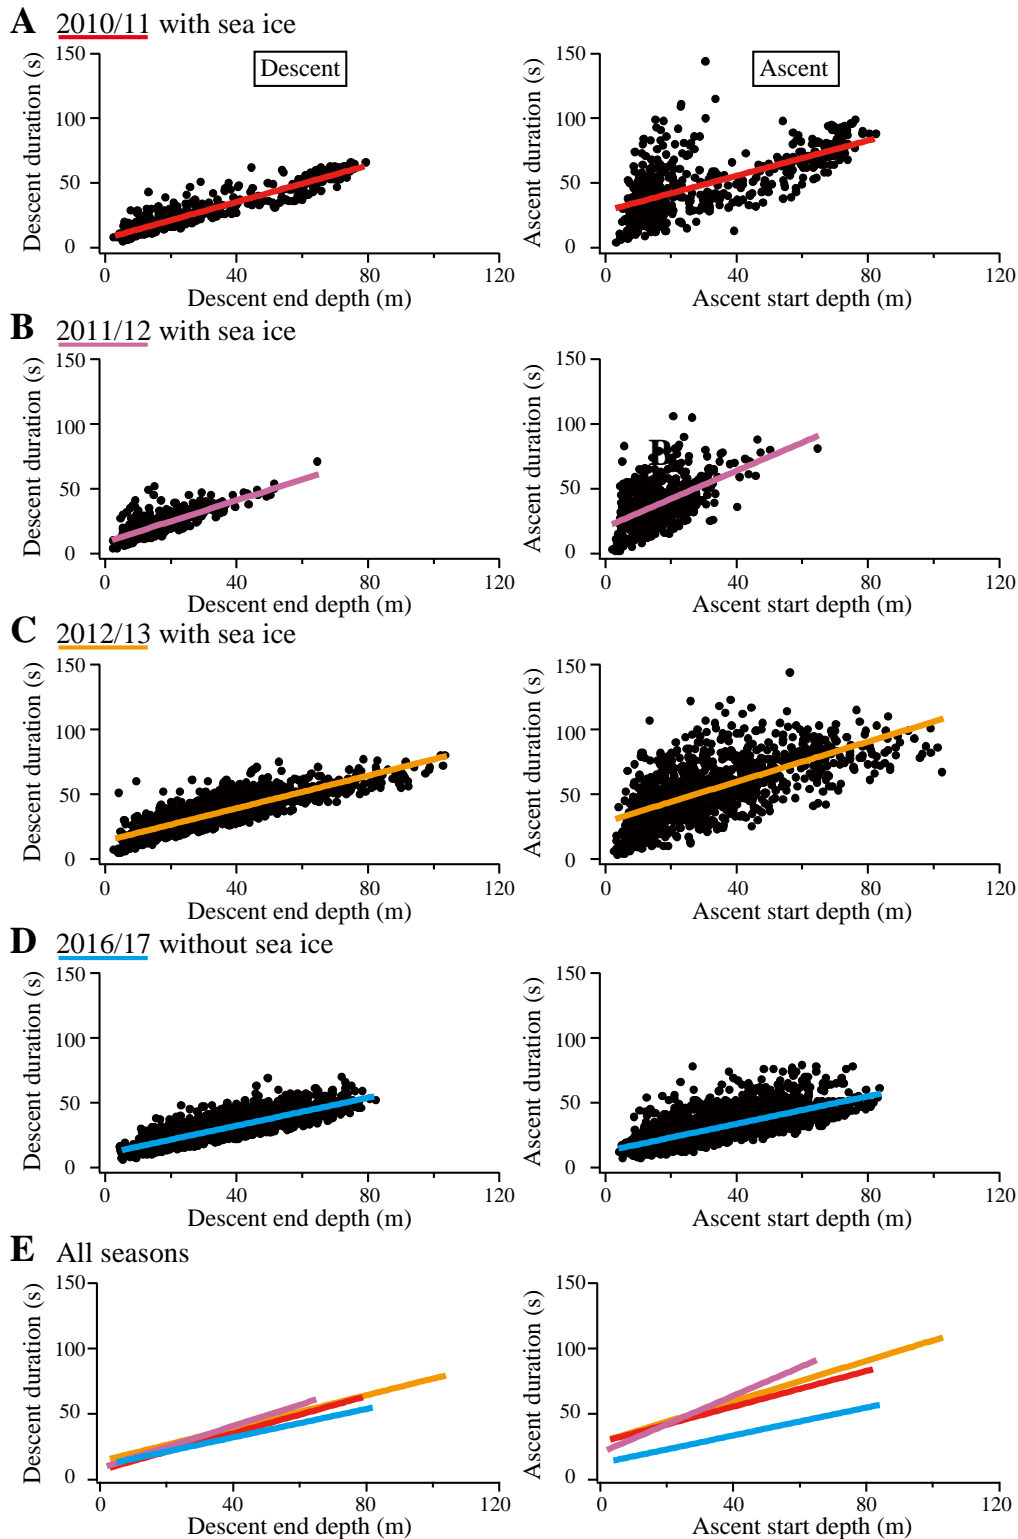 A 2010/11 with sea ice
Descent duration (s)
150
100
50
0
Descent
0 40 80 120
Descent end depth (m)
Ascent duration (s)
150
100
50
0
Ascent
0 40 80 120
Ascent start depth (m)
B 2011/12 with sea ice
Descent duration (s)
150
100
50
0
0 40 80 120
Descent end depth (m)
Ascent duration (s)
150
100
50
0
B
0 40 80 120
Ascent start depth (m)
C 2012/13 with sea ice
Descent duration (s)
150
100
50
0
0 40 80 120
Descent end depth (m)
Ascent duration (s)
150
100
50
0
0 40 80 120
Ascent start depth (m)
D 2016/17 without sea ice
Descent duration (s)
150
100
50
0
0 40 80 120
Descent end depth (m)
Ascent duration (s)
150
100
50
0
0 40 80 120
Ascent start depth (m)
E All seasons
Descent duration (s)
150
100
50
0
0 40 80 120
Descent end depth (m)
Ascent duration (s)
150
100
50
0
0 40 80 120
Ascent start depth (m)